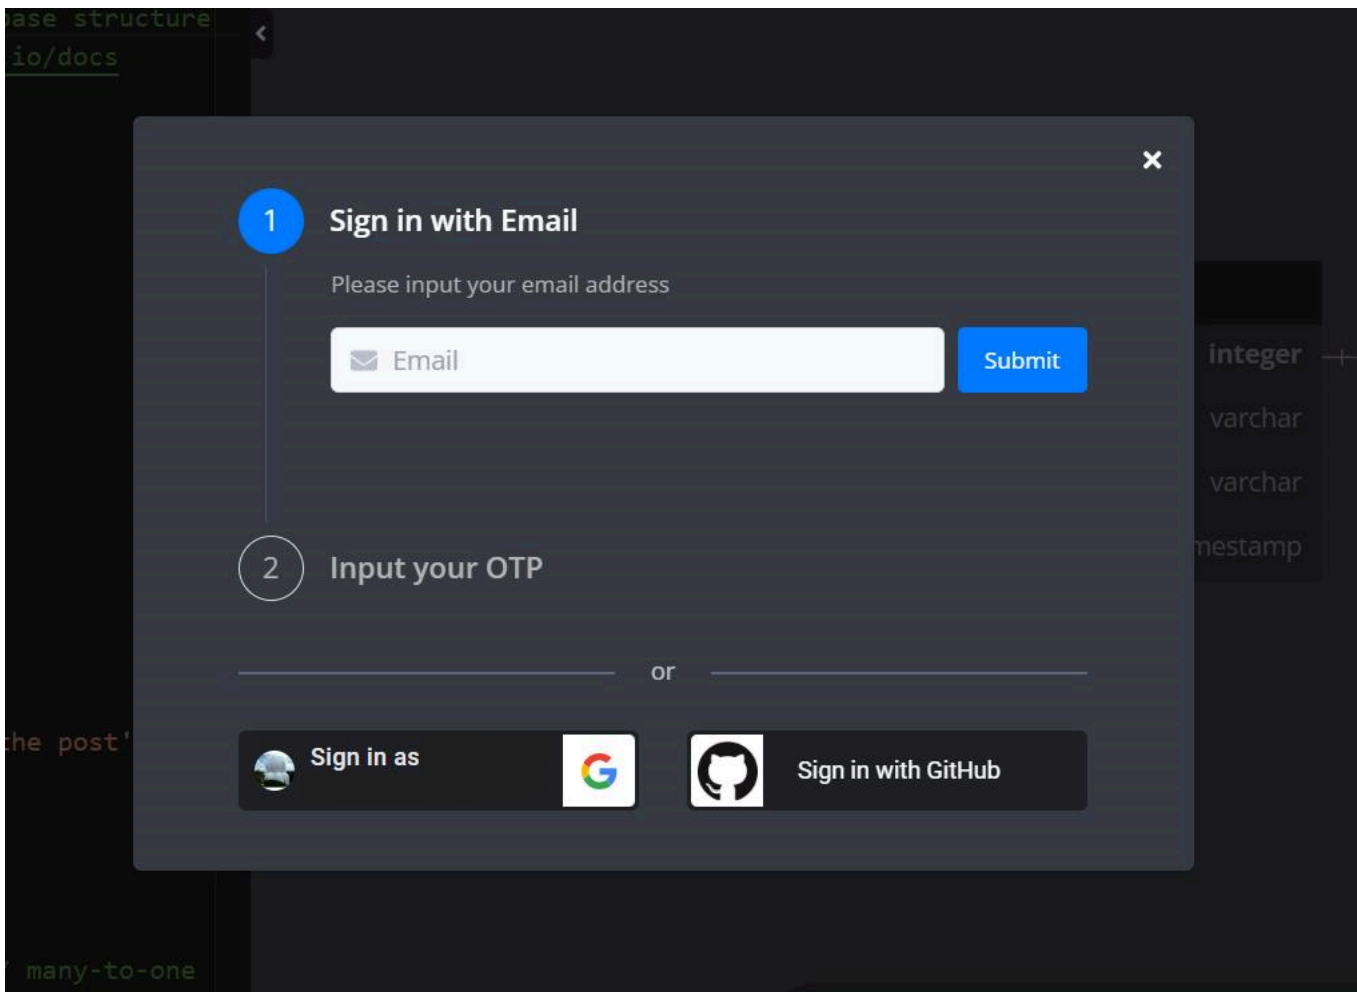 base structure
io/docs
1
Sign in with Email
Please input your email address
Email
Submit
integer
varchar
varchar
mestamp
2
Input your OTP
or
the post'
Sign in as
Sign in with GitHub
many-to-one